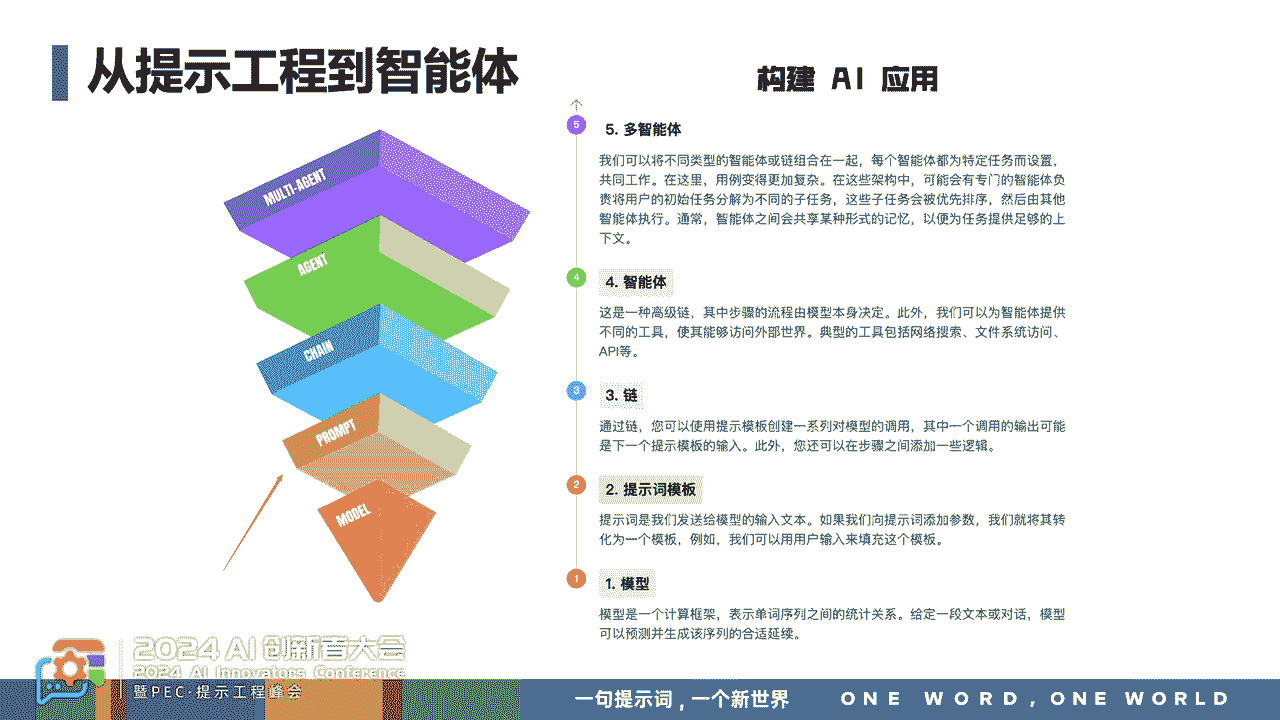 从提示工程到智能体
构建 AI 应用
MULTI-AGENT
AGENT
CHAIN
PROMPT
MODEL
5
5. 多智能体
我们可以将不同类型的智能体或链组合在一起，每个智能体都为特定任务而设置，
共同工作。在这里，用例变得更加复杂。在这些架构中，可能会有专门的智能体负
责将用户的初始任务分解为不同的子任务，这些子任务会被优先排序，然后由其他
智能体执行。通常，智能体之间会共享某种形式的记忆，以便为任务提供足够的上
下文。
4
4. 智能体
这是一种高级链，其中步骤的流程由模型本身决定。此外，我们可以为智能体提供
不同的工具，使其能够访问外部世界。典型的工具包括网络搜索、文件系统访问、
API等。
3
3. 链
通过链，您可以使用提示模板创建一系列对模型的调用，其中一个调用的输出可能
是下一个提示模板的输入。此外，您还可以在步骤之间添加一些逻辑。
2
2. 提示词模板
提示词是我们发送给模型的输入文本。如果我们向提示词添加参数，我们就将其转
化为一个模板，例如，我们可以用用户输入来填充这个模板。
1
1. 模型
模型是一个计算框架，表示单词序列之间的统计关系。给定一段文本或对话，模型
可以预测并生成该序列的合适延续。
2024 AI 创新者大会
2024 AI Innovators Conference
暨PEC·提示工程峰会
一句提示词 , 一个新世界
ONE WORD , ONE WORLD